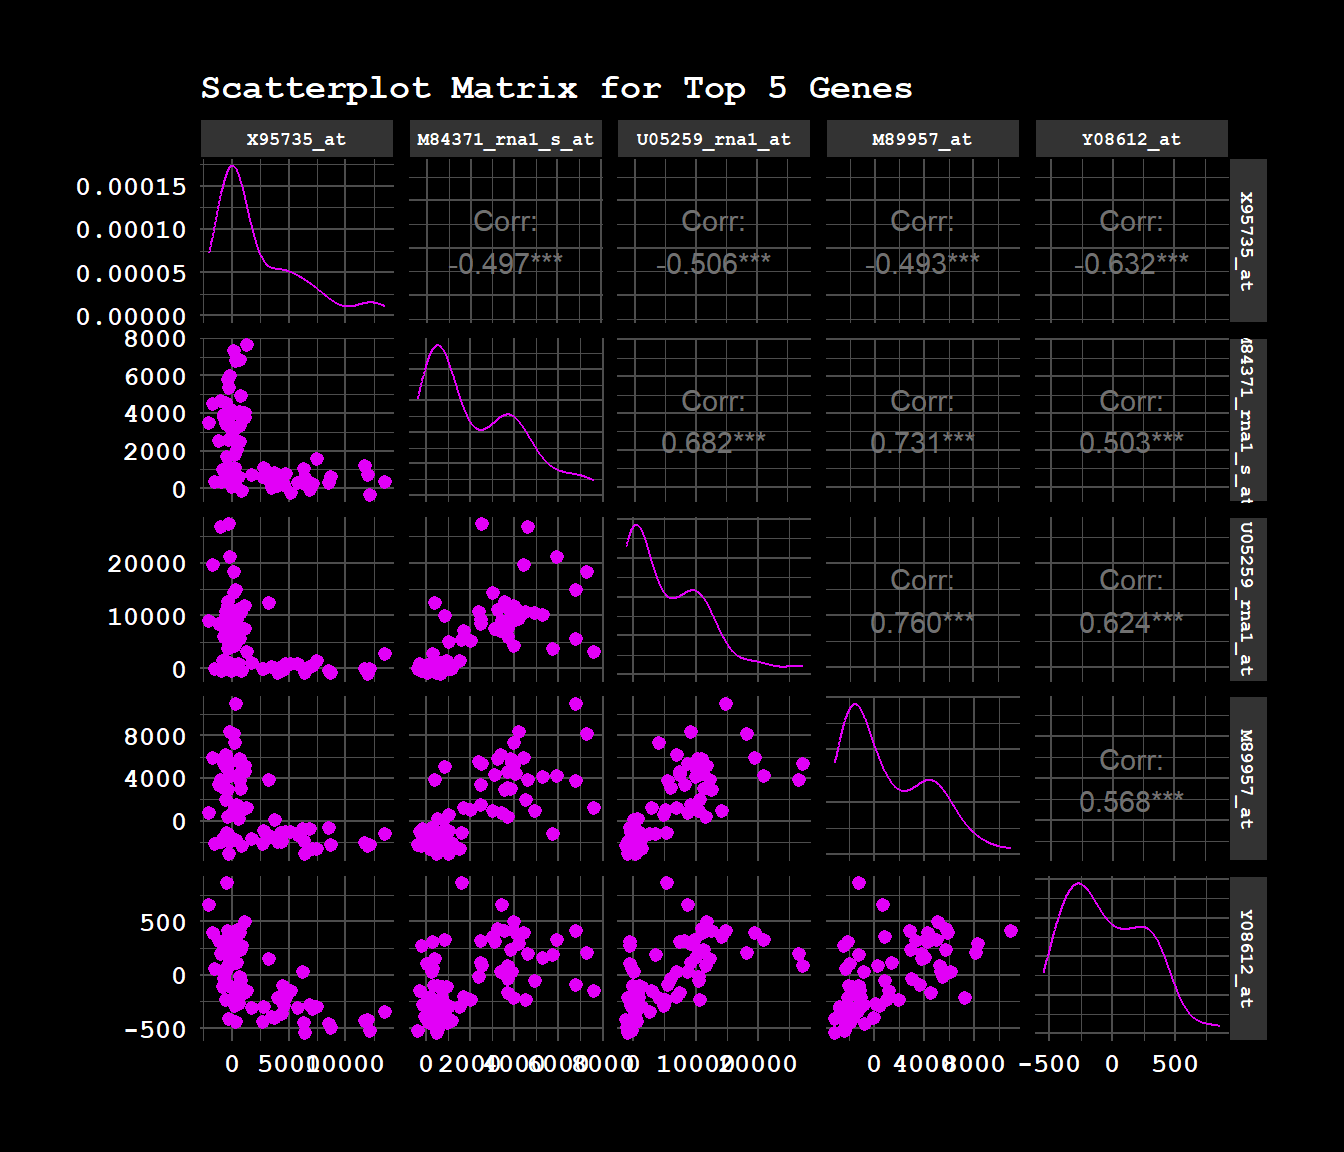 Scatterplot Matrix for Top 5 Genes
X95735_at M84371_rna1_s_at U05259_rna1_at M89957_at Y08612_at
0.00015
0.00010
0.00005
0.00000
Corr:
-0.497***
Corr:
-0.506***
Corr:
-0.493***
Corr:
-0.632***
X95735_at
8000
6000
4000
2000
0
Corr:
0.682***
Corr:
0.731***
Corr:
0.503***
M84371_rna1_s_at
20000
10000
0
Corr:
0.760***
Corr:
0.624***
U05259_rna1_at
8000
4000
0
Corr:
0.568***
M89957_at
500
0
-500
Y08612_at
0 5000 10000 0 2000 4000 6000 8000 0 10000 20000 0 4000 8000 -500 0 500